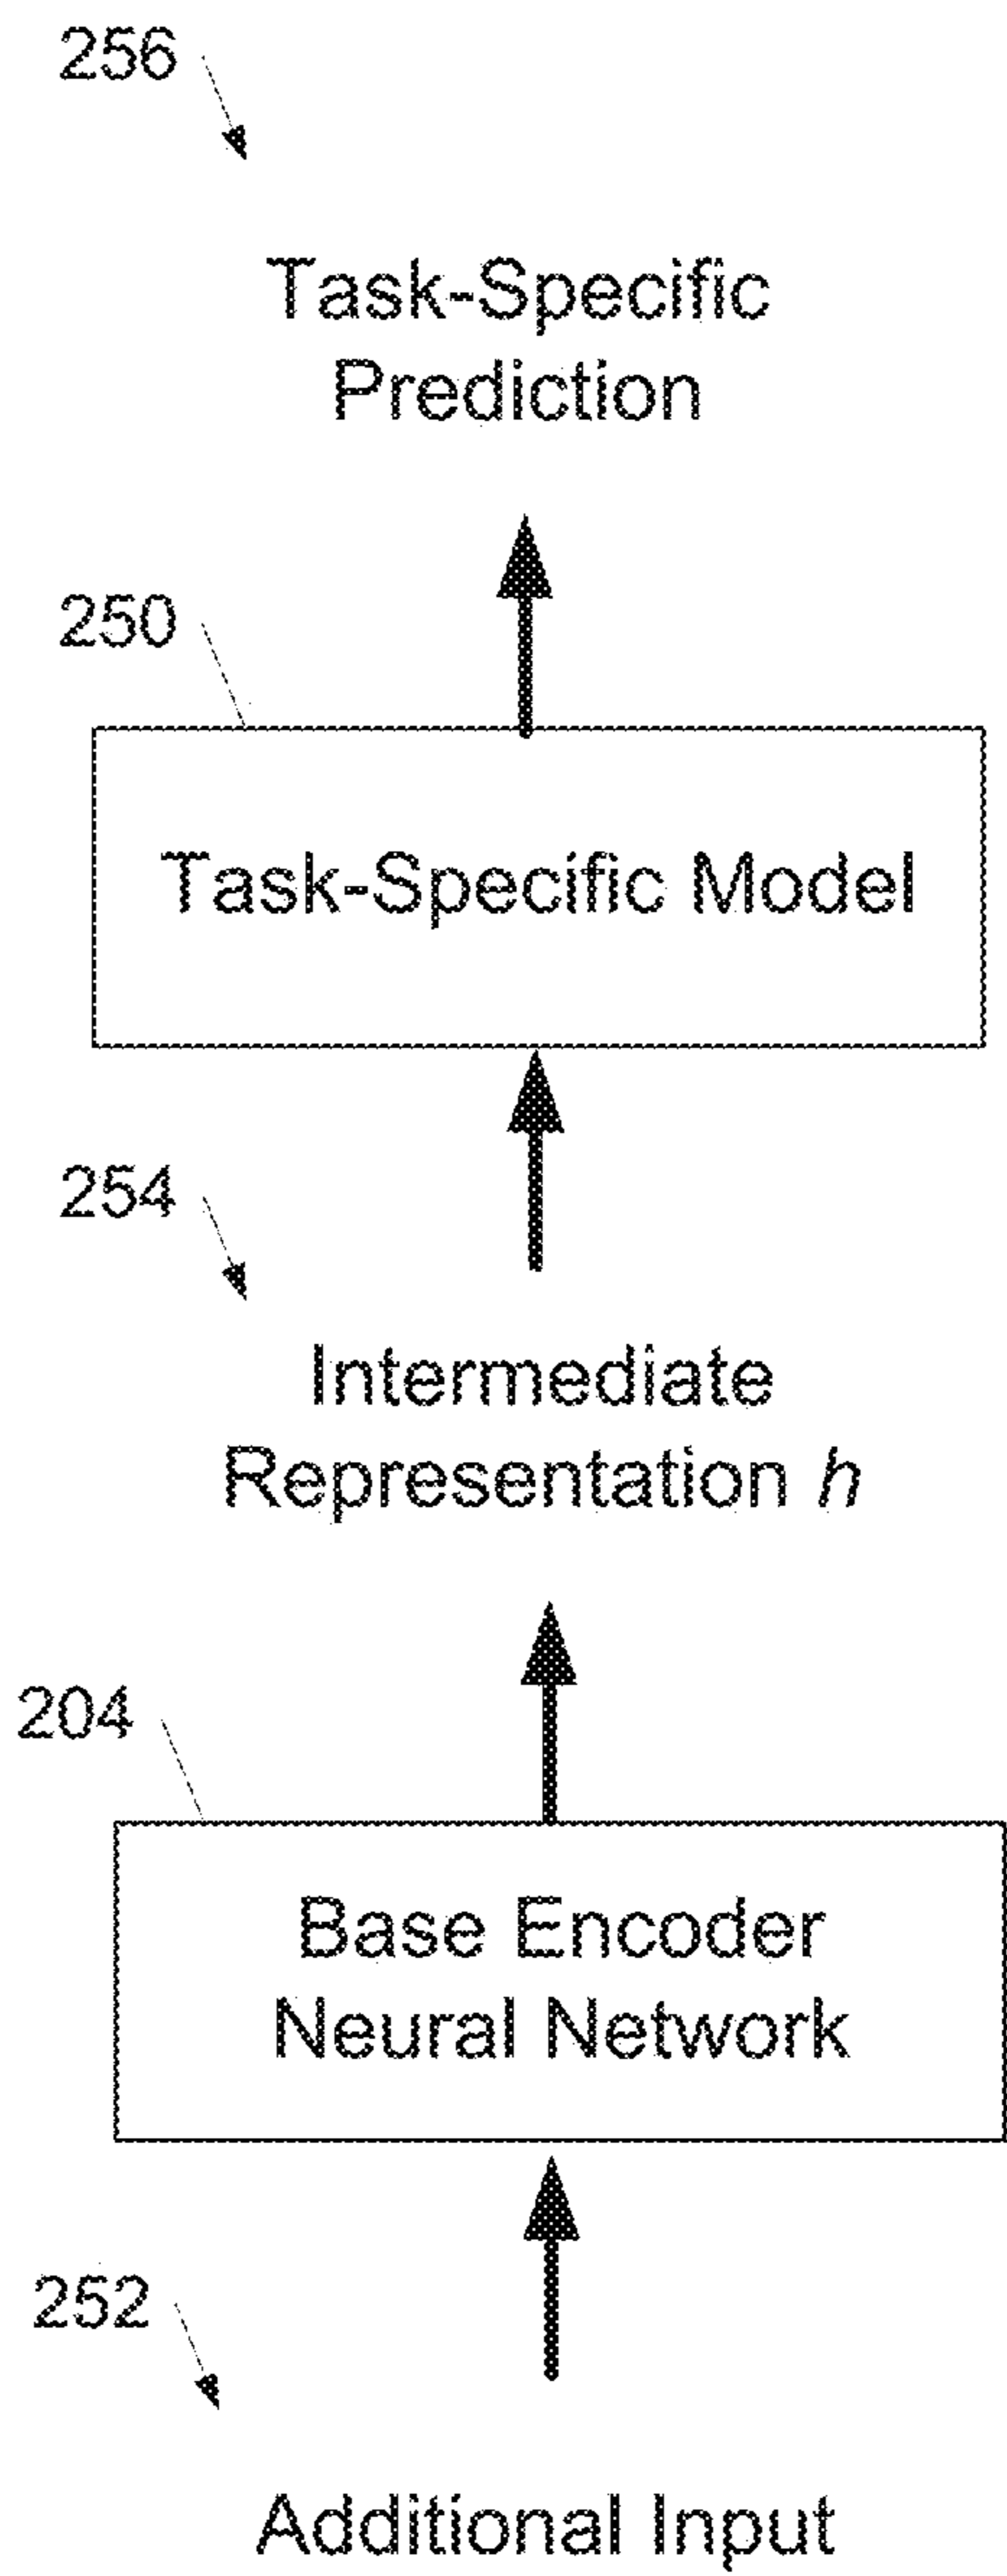 256
Task-Specific
Prediction
250
Task-Specific Model
254
Intermediate
Representation h
204
Base Encoder
Neural Network
252
Additional Input